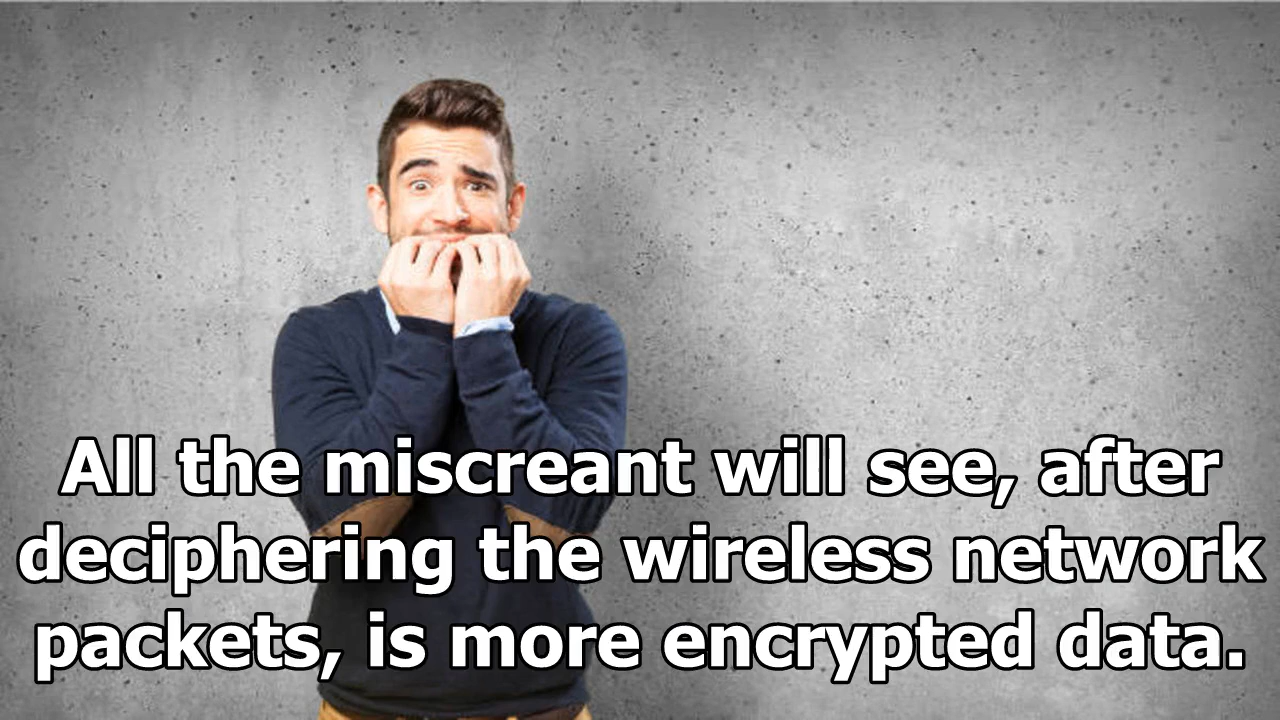 All the miscreant will see, after
deciphering the wireless network
packets, is more encrypted data.